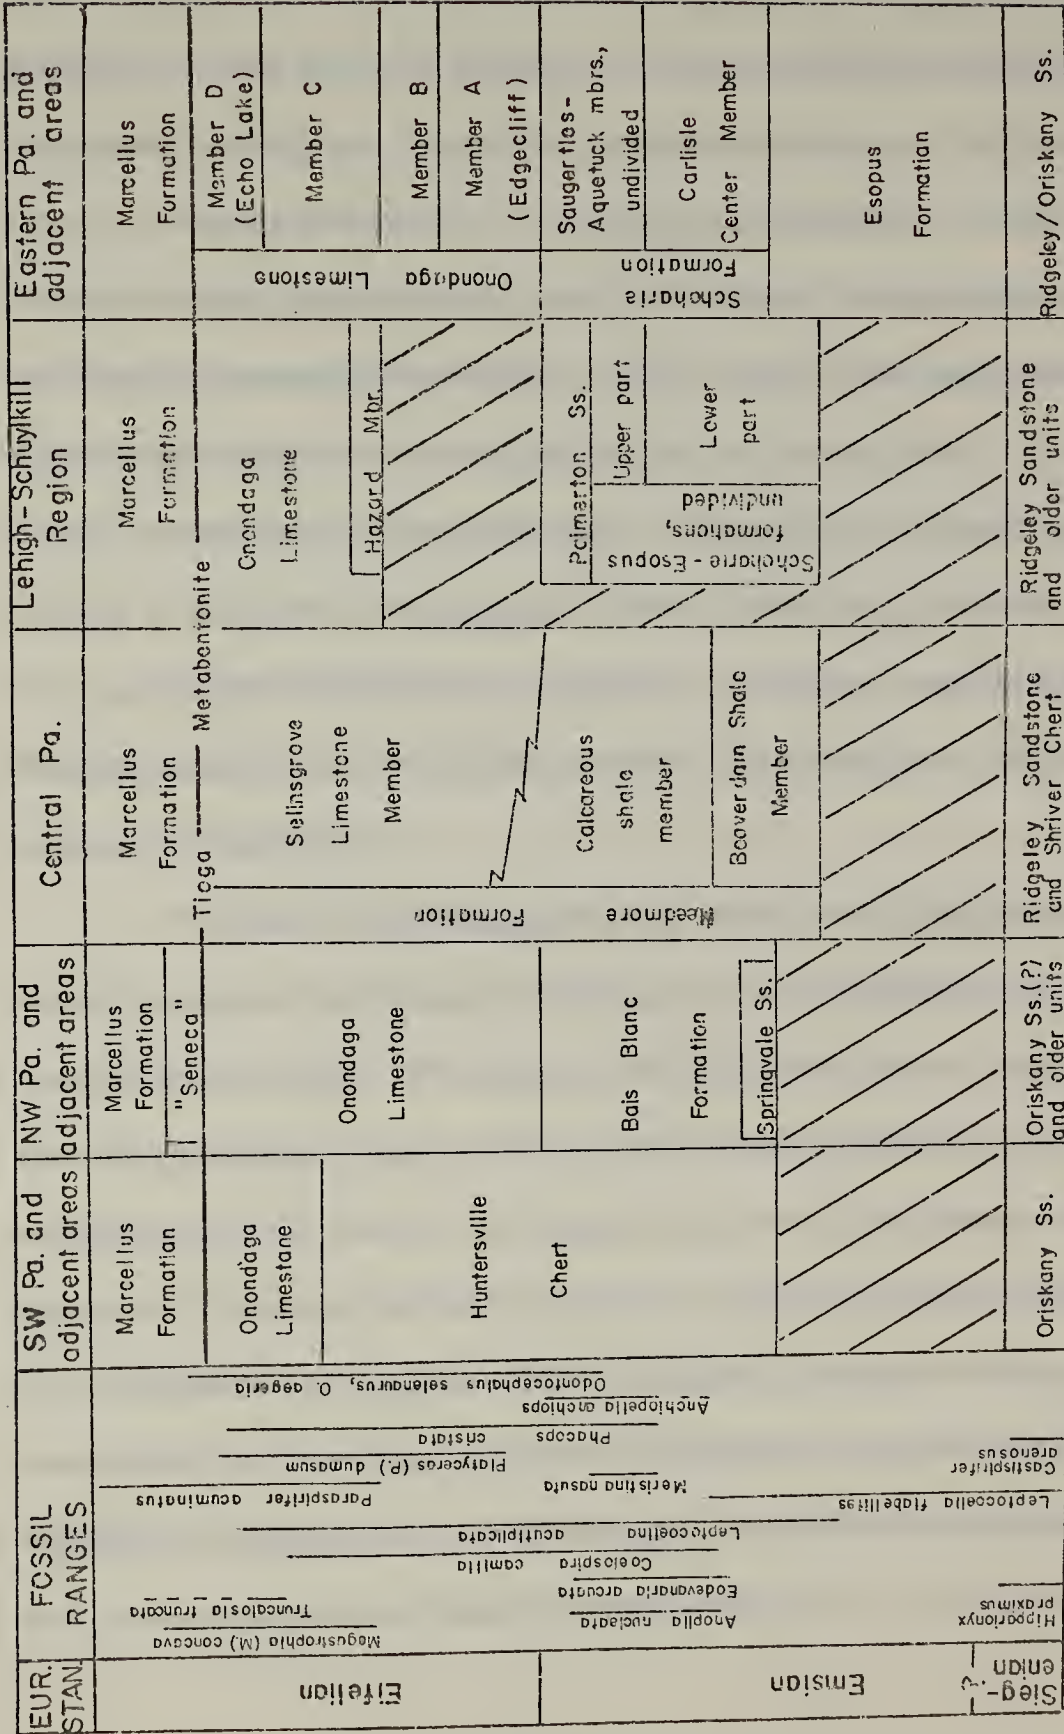 EUR.
STAN.
FOSSIL
RANGES
SW Pa. and
adjacent areas
NW Pa. and
adjacent areas
Central Pa.
Lehigh-Schuylkill
Region
Eastern Pa. and
adjacent areas
Eifelian
Emsian
Sieg-
enian
?
Megustrophia (M) concava
Truncalosia truncata
Paraspirifer acuminatus
Platyceras (P.) dumosum
Phacops cristata
Anchiopella anchiops
Odontocephalus selenurus, O. aegeria
Meristina nasuta
Leptocoelina acutiplicata
Coelospira camilla
Eodevonaria arcuata
Anoplia nucleata
Leptocoelia flabellites
Costispirifer
arenosus
Hipparionyx
proximus
Marcellus
Formation
Onondaga
Limestone
Huntersville
Chert
Oriskany Ss.
Marcellus
Formation
"Seneca"
Onondaga
Limestone
Bois Blanc
Formation
Springvale Ss.
Oriskany Ss.(?)
and older units
Marcellus
Formation
Tioga Metabentonite
Needmore Formation
Selinsgrove
Limestone
Member
Calcareous
shale
member
Beaverdam Shale
Member
Ridgeley Sandstone
and Shriver Chert
Marcellus
Formation
Onondaga
Limestone
Hazard Mbr.
Palmerton Ss.
Schoharie - Esopus
formations,
undivided
Upper part
Lower
part
Ridgeley Sandstone
and older units
Marcellus
Formation
Onondaga Limestone
Member D
(Echo Lake)
Member C
Member B
Member A
(Edgecliff)
Schoharie
Formation
Saugerties-
Aquetuck mbrs.,
undivided
Carlisle
Center Member
Esopus
Formation
Ridgeley/Oriskany Ss.